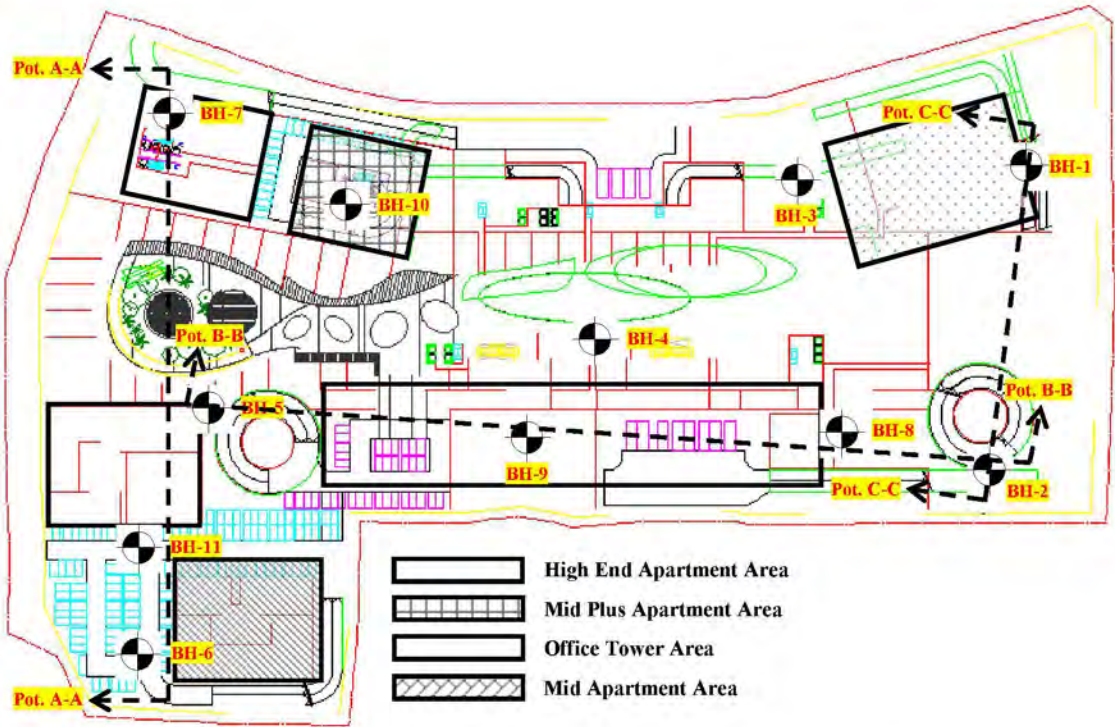 Pot. A-A
BH-7
Pot. C-C
BH-1
BH-10
BH-3
Pot. B-B
BH-4
BH-5
Pot. B-B
BH-8
BH-9
Pot. C-C
BH-2
BH-11
High End Apartment Area
Mid Plus Apartment Area
BH-6
Office Tower Area
Pot. A-A
Mid Apartment Area